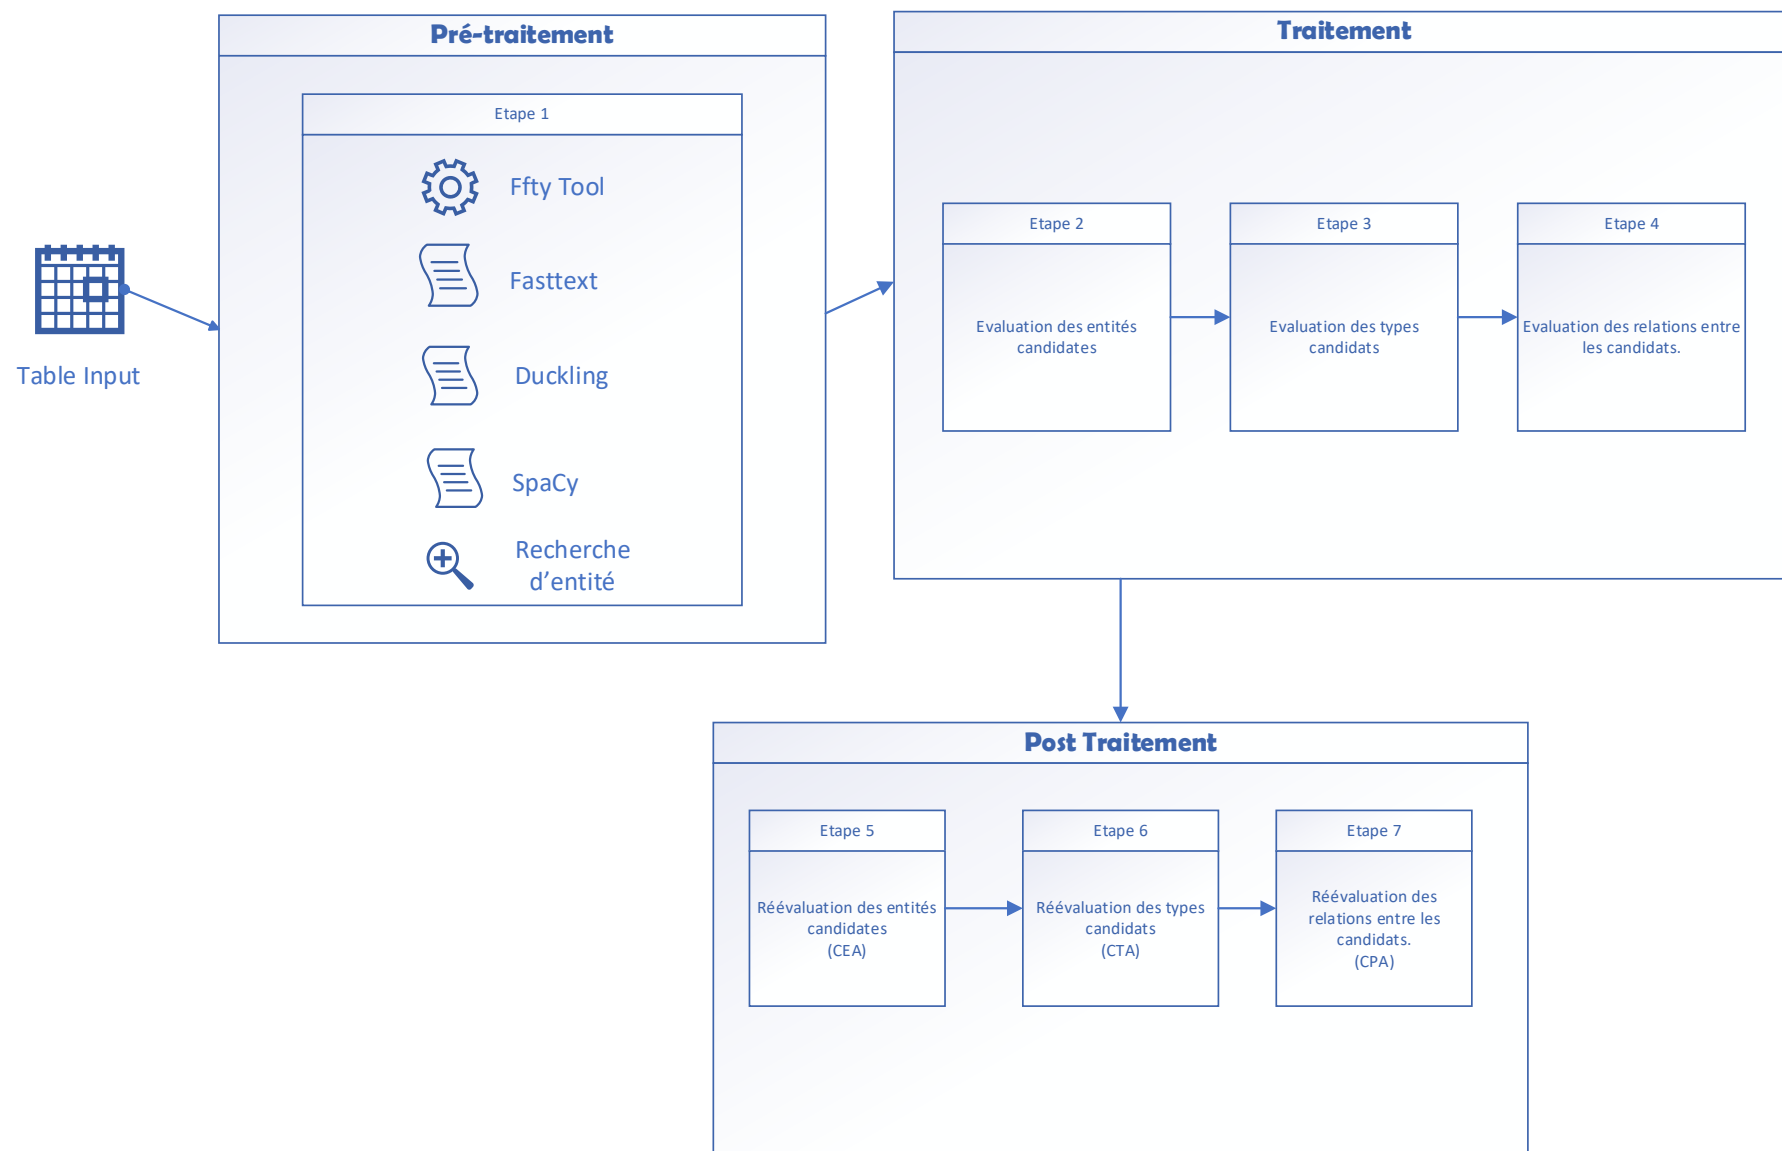 Table Input
Pré-traitement
Etape 1
Ffty Tool
Fasttext
Duckling
SpaCy
Recherche
d’entité
Traitement
Etape 2
Evaluation des entités
candidates
Etape 3
Evaluation des types
candidats
Etape 4
Evaluation des relations entre
les candidats.
Post Traitement
Etape 5
Réévaluation des entités
candidates
(CEA)
Etape 6
Réévaluation des types
candidats
(CTA)
Etape 7
Réévaluation des
relations entre les
candidats.
(CPA)